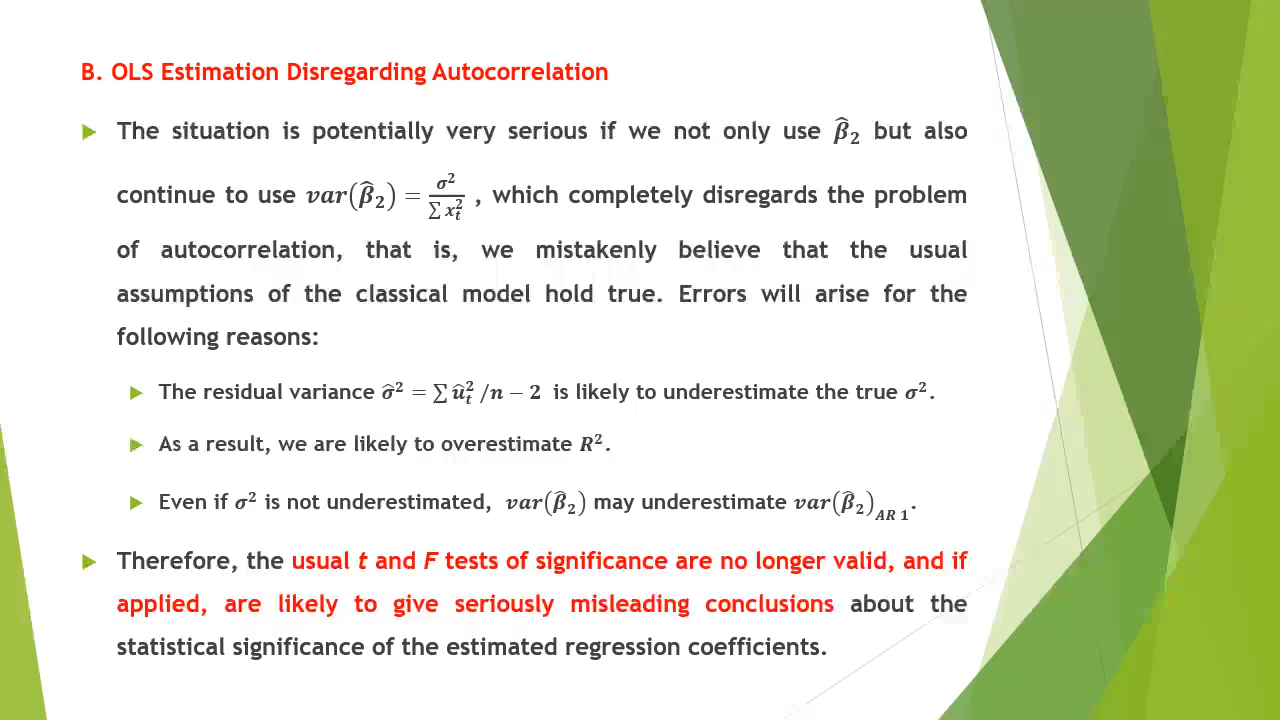 B. OLS Estimation Disregarding Autocorrelation
The situation is potentially very serious if we not only use β̂₂ but also
continue to use var(β̂₂) = σ²/∑xₜ² , which completely disregards the problem
of autocorrelation, that is, we mistakenly believe that the usual
assumptions of the classical model hold true. Errors will arise for the
following reasons:
The residual variance σ̂² = ∑ûₜ² /n − 2 is likely to underestimate the true σ².
As a result, we are likely to overestimate R².
Even if σ² is not underestimated, var(β̂₂) may underestimate var(β̂₂)AR 1.
Therefore, the usual t and F tests of significance are no longer valid, and if
applied, are likely to give seriously misleading conclusions about the
statistical significance of the estimated regression coefficients.